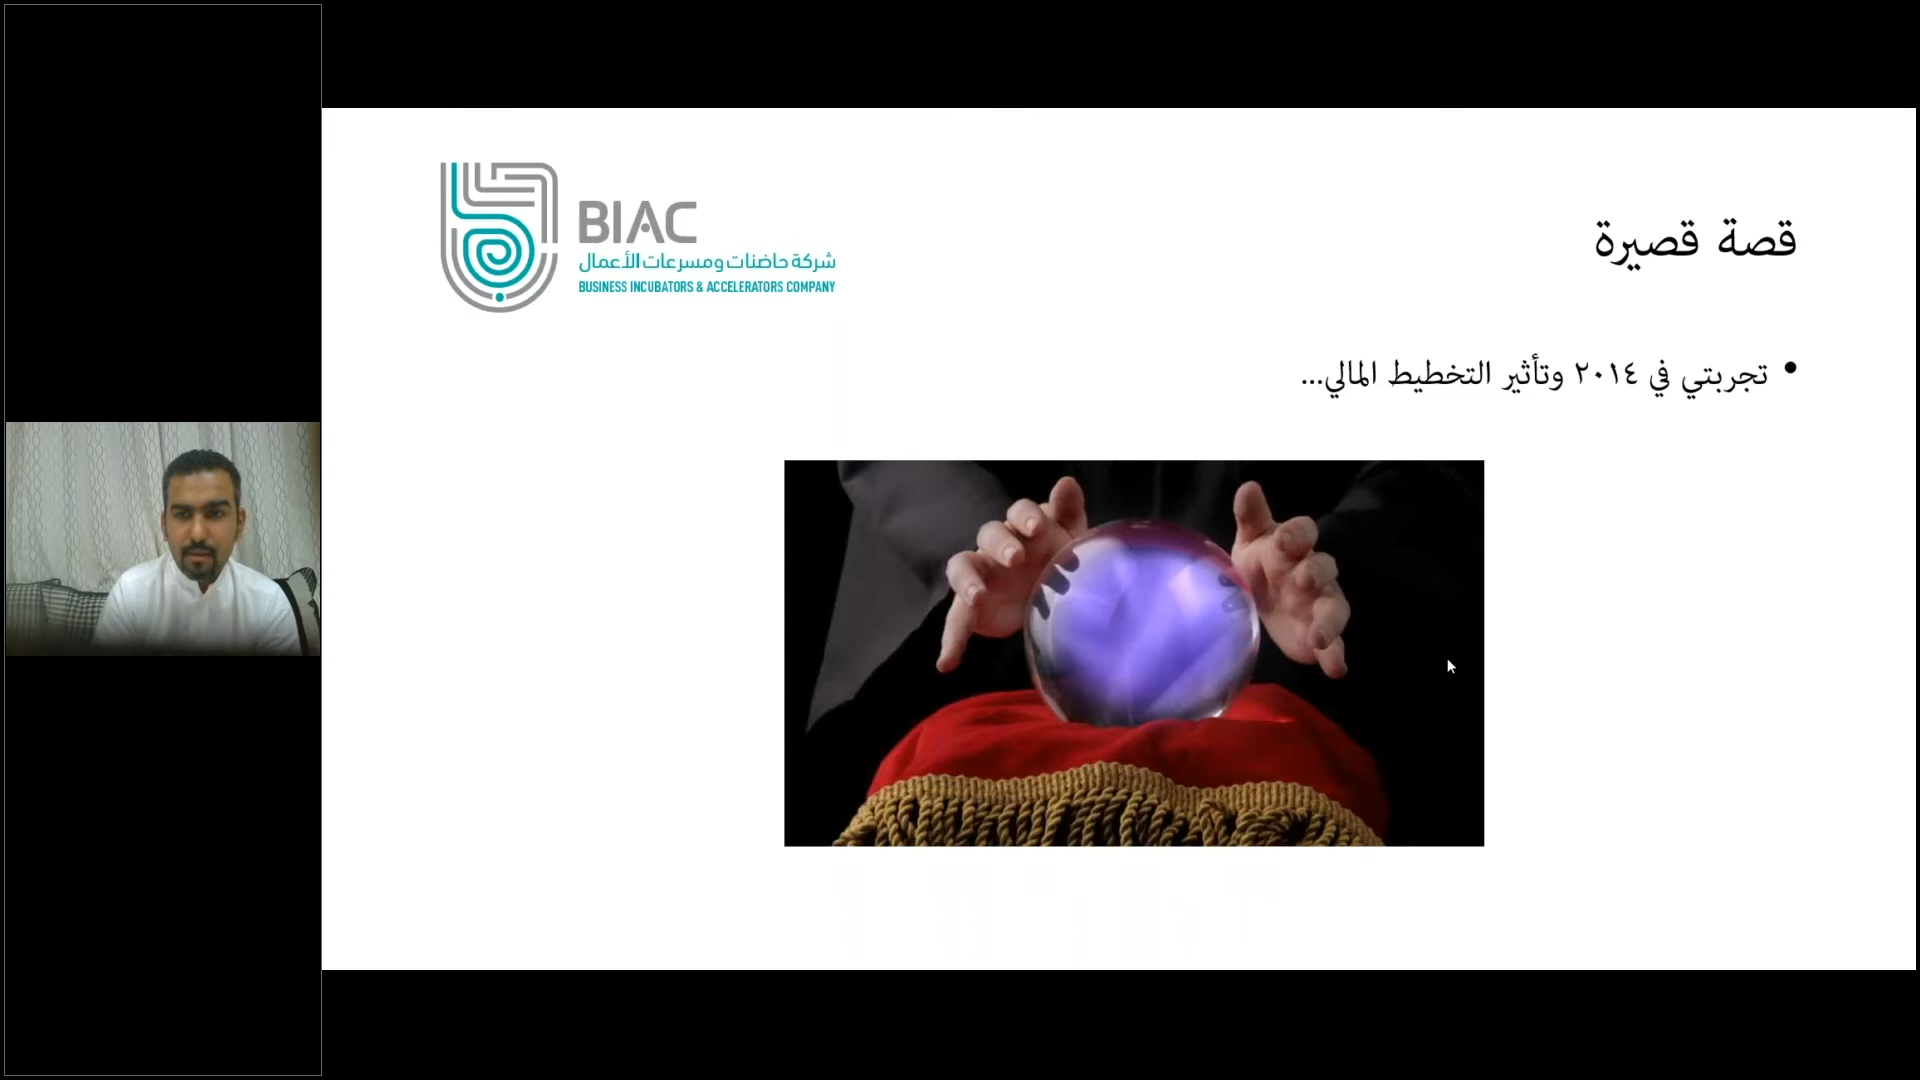 قصة قصيرة
BIAC
شركة حاضنات ومسرعات الأعمال
BUSINESS INCUBATORS & ACCELERATORS COMPANY
• تجربتي في ٢٠١٤ وتأثير التخطيط المالي...